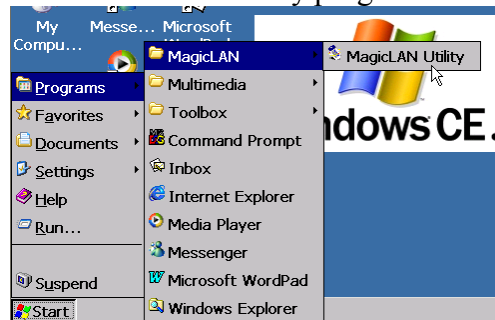 My Messe... Microsoft
Compu...
MagicLAN
MagicLAN Utility
Programs
Multimedia
Favorites
Toolbox
Documents
Command Prompt
ndows CE.
Settings
Inbox
Help
Internet Explorer
Run...
Media Player
Messenger
Suspend
Microsoft WordPad
Start
Windows Explorer